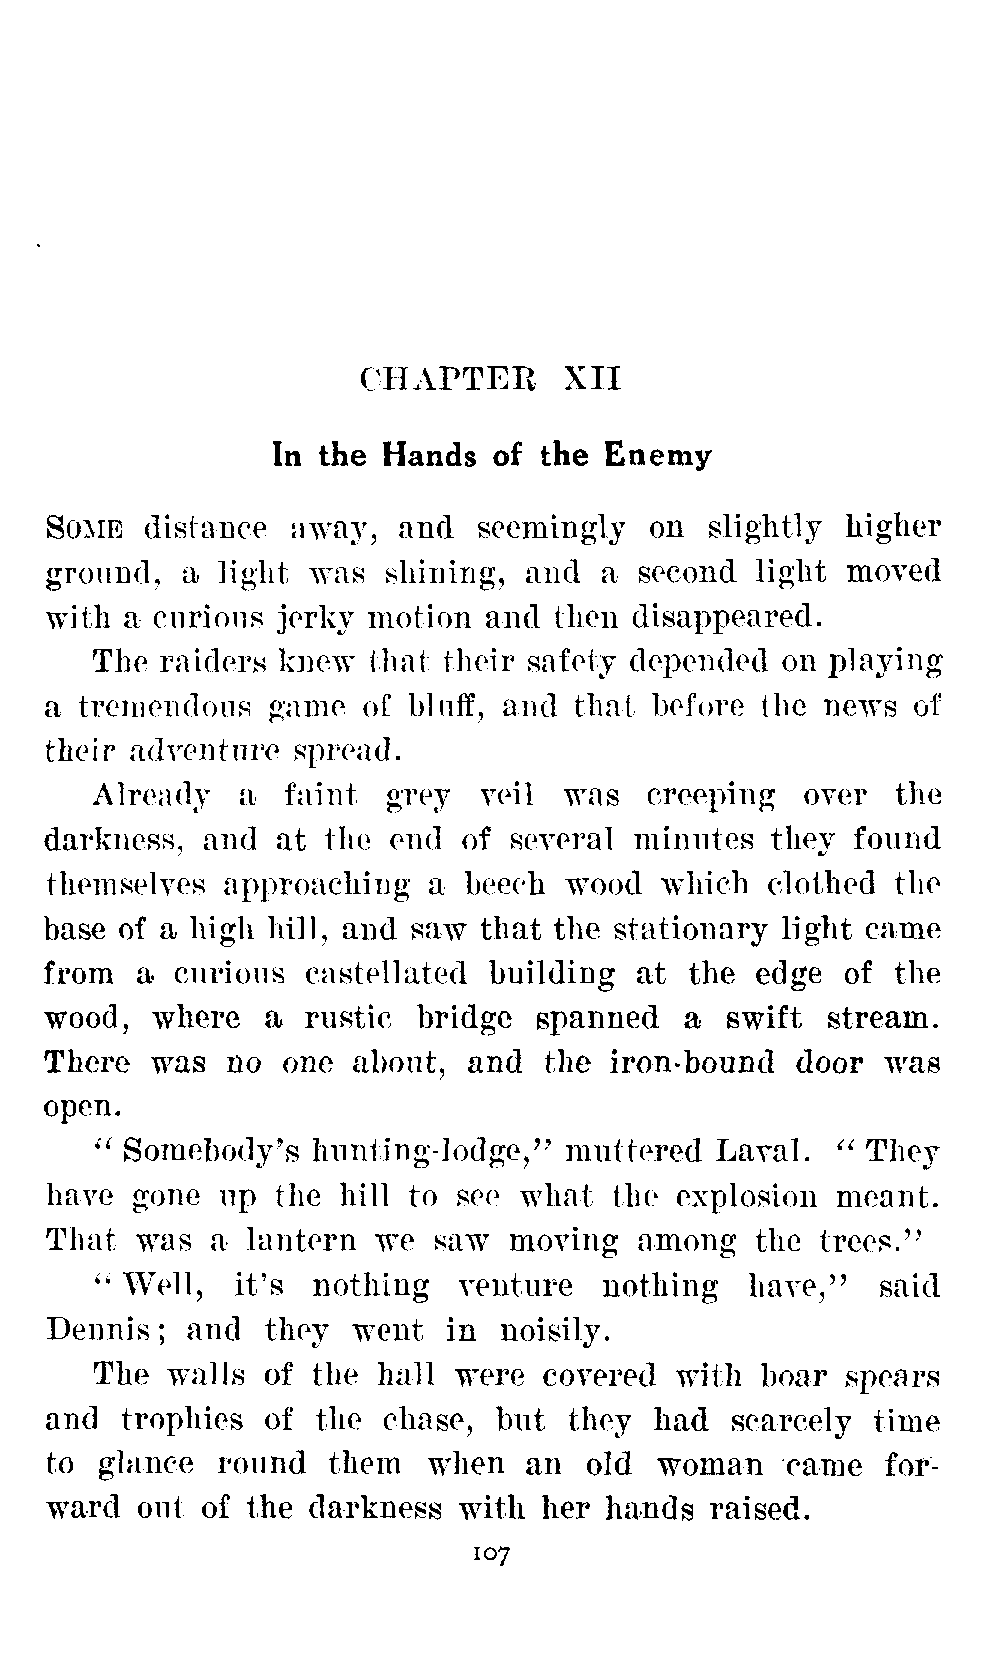 CHAPTER XII
In the Hands of the Enemy
SOME distance away, and seemingly on slightly higher
ground, a light was shining, and a second light moved
with a curious jerky motion and then disappeared.
The raiders knew that their safety depended on playing
a tremendous game of bluff, and that before the news of
their adventure spread.
Already a faint grey veil was creeping over the
darkness, and at the end of several minutes they found
themselves approaching a beech wood which clothed the
base of a high hill, and saw that the stationary light came
from a curious castellated building at the edge of the
wood, where a rustic bridge spanned a swift stream.
There was no one about, and the iron-bound door was
open.
“ Somebody's hunting-lodge,” muttered Laval. “ They
have gone up the hill to see what the explosion meant.
That was a lantern we saw moving among the trees.”
“ Well, it's nothing venture nothing have,” said
Dennis ; and they went in noisily.
The walls of the hall were covered with boar spears
and trophies of the chase, but they had scarcely time
to glance round them when an old woman came for-
ward out of the darkness with her hands raised.
107